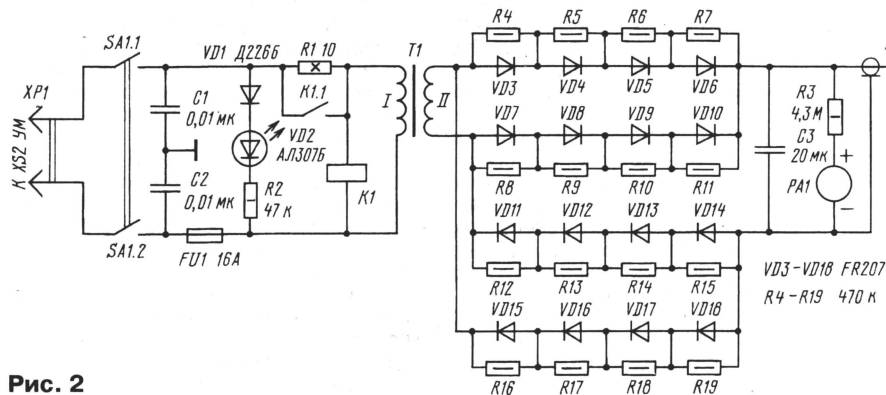 SA1.1
VD1 Д226Б
R1 10
T1
R4
R5
R6
R7
XP1
C1
0,01 мк
K1.1
I
II
VD3
VD4
VD5
VD6
R3
4,3 М
К XS2 УМ
VD2
АЛ307Б
VD7
VD8
VD9
VD10
C3
20 мк
C2
0,01 мк
R2
47 к
K1
R8
R9
R10
R11
PA1
+
–
VD11
VD12
VD13
VD14
SA1.2
FU1 16А
R12
R13
R14
R15
VD15
VD16
VD17
VD18
VD3–VD18 FR207
R4–R19 470 к
R16
R17
R18
R19
Рис. 2